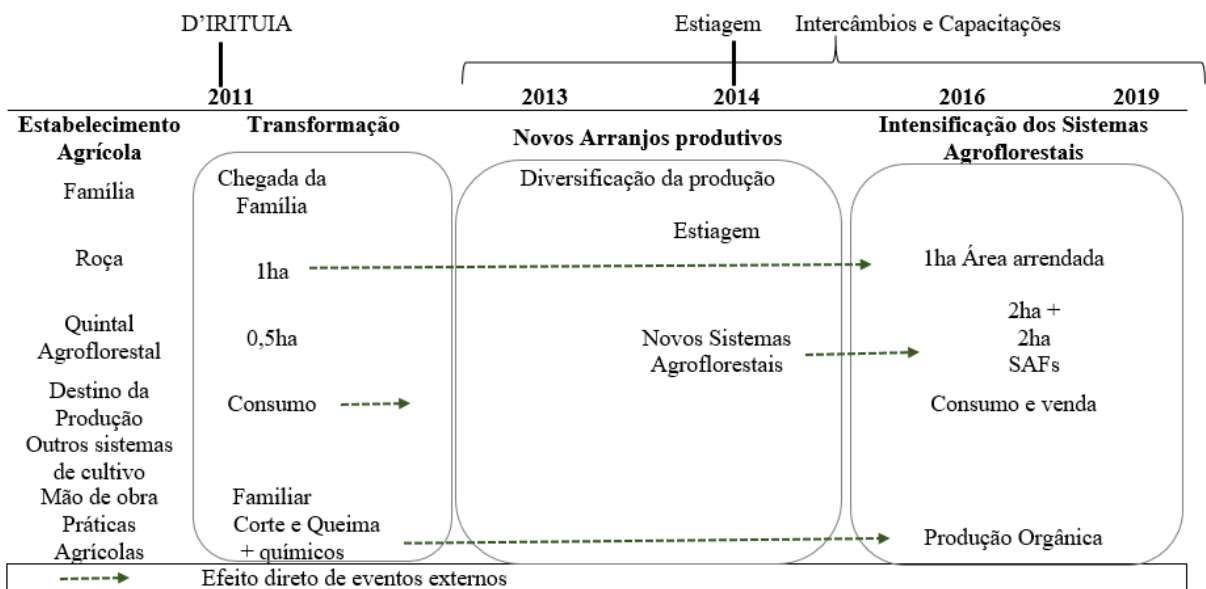 D’IRITUIA
Estiagem
Intercâmbios e Capacitações
2011
2013
2014
2016
2019
Estabelecimento
Agrícola
Transformação
Novos Arranjos produtivos
Intensificação dos Sistemas
Agroflorestais
Família
Chegada da
Família
Diversificação da produção
Estiagem
Roça
1ha
1ha Área arrendada
Quintal
Agroflorestal
0,5ha
Novos Sistemas
Agroflorestais
2ha +
2ha
SAFs
Destino da
Produção
Consumo
Consumo e venda
Outros sistemas
de cultivo
Mão de obra
Familiar
Práticas
Agrícolas
Corte e Queima
+ químicos
Produção Orgânica
Efeito direto de eventos externos